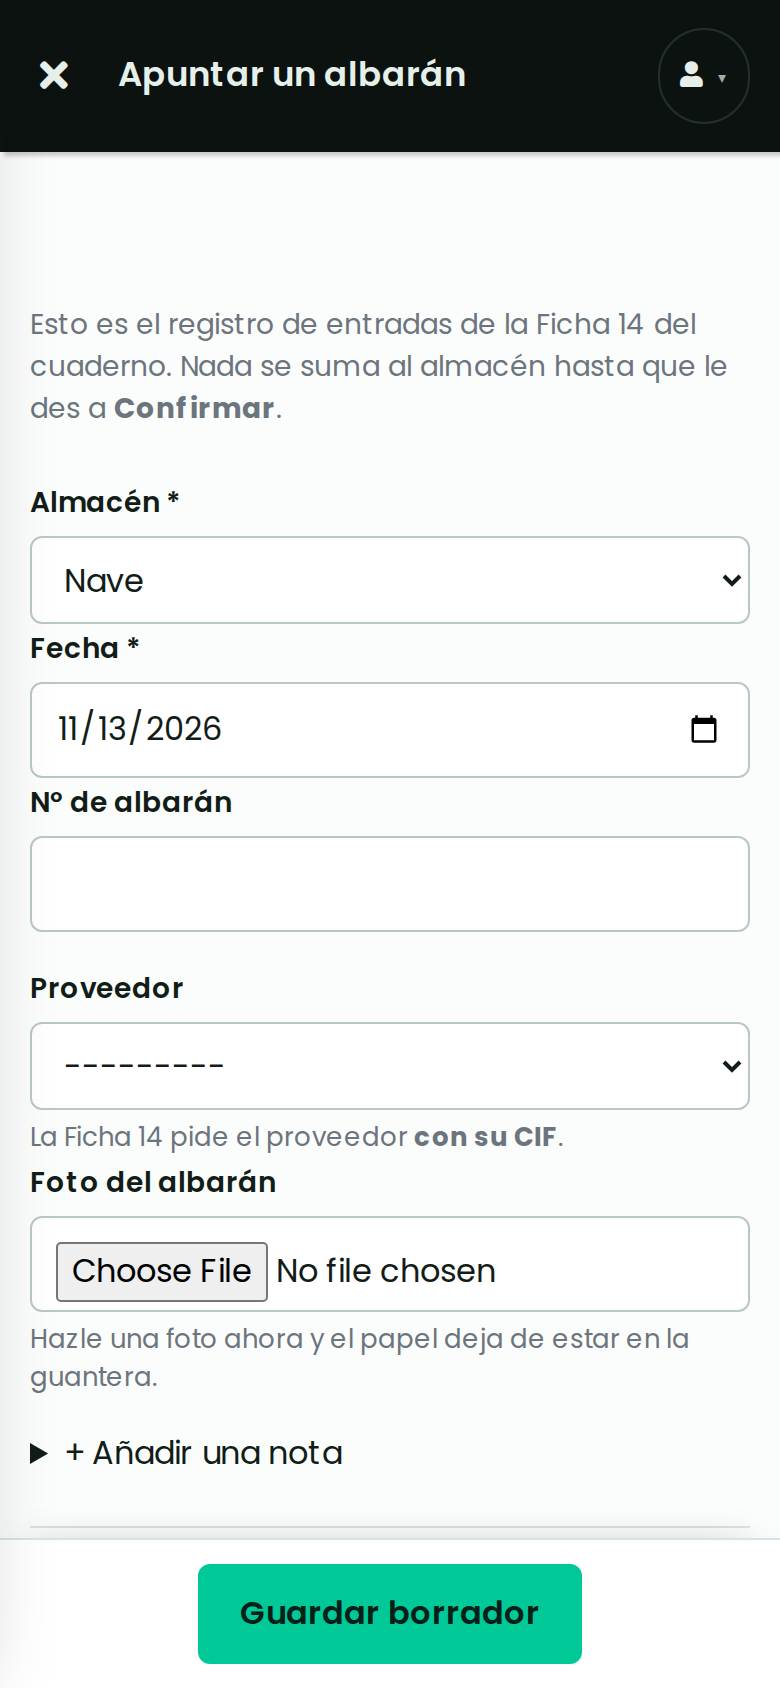 Apuntar un albarán
Esto es el registro de entradas de la Ficha 14 del
cuaderno. Nada se suma al almacén hasta que le
des a Confirmar.
Almacén *
Nave
Fecha *
11/13/2026
Nº de albarán
Proveedor
---------
La Ficha 14 pide el proveedor con su CIF.
Foto del albarán
Choose File No file chosen
Hazle una foto ahora y el papel deja de estar en la
guantera.
+ Añadir una nota
Guardar borrador